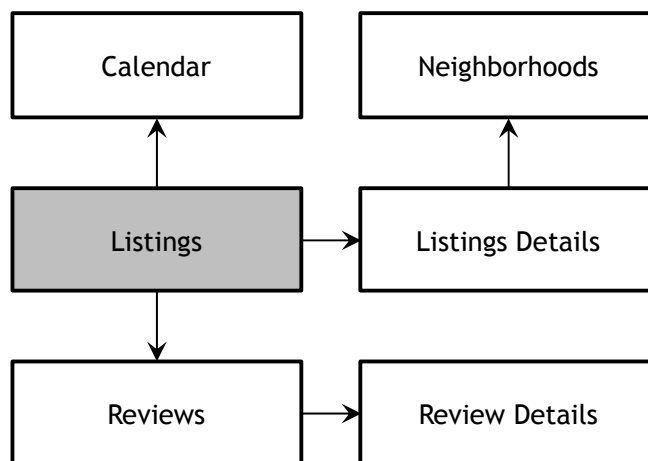 Calendar
Neighborhoods
Listings
Listings Details
Reviews
Review Details